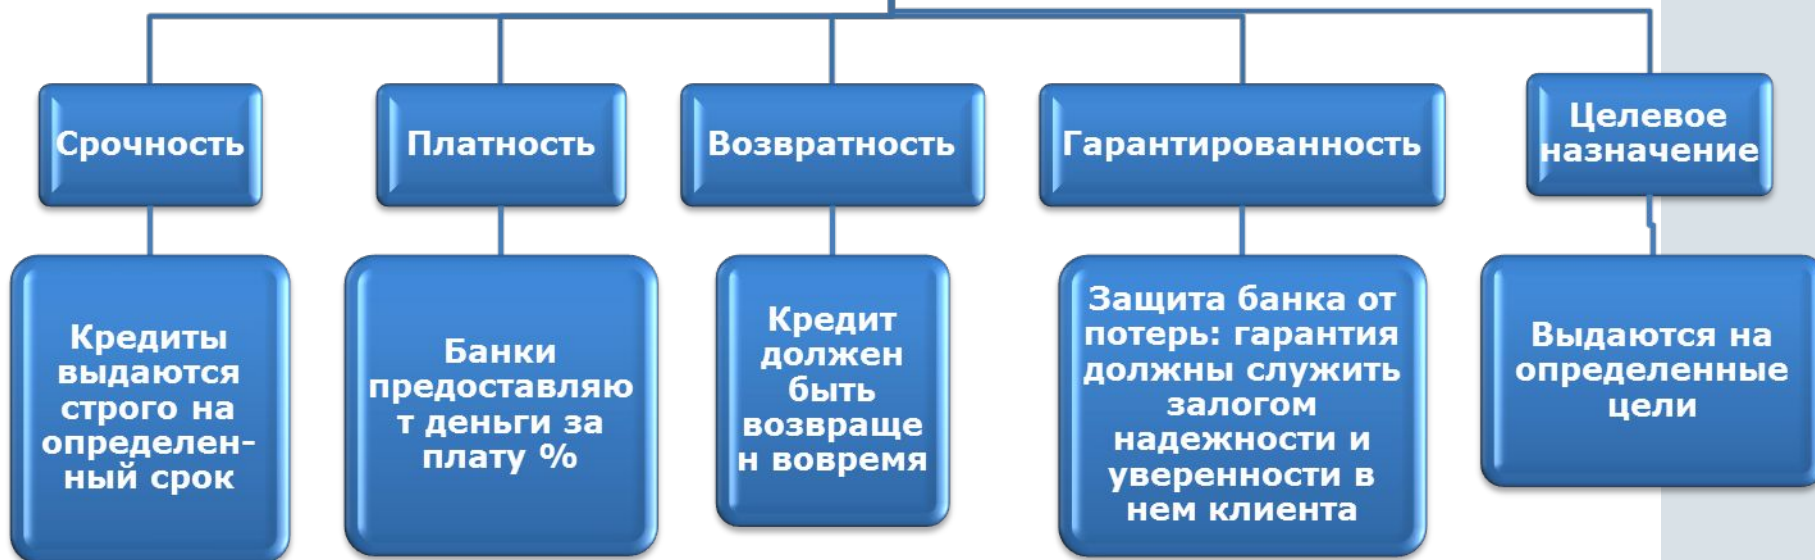 Срочность
Платность
Возвратность
Гарантированность
Целевое
назначение
Кредиты
выдаются
строго на
определен-
ный срок
Банки
предоставляю
т деньги за
плату %
Кредит
должен
быть
возвраще
н вовремя
Защита банка от
потерь: гарантия
должны служить
залогом
надежности и
уверенности в
нем клиента
Выдаются на
определенные
цели